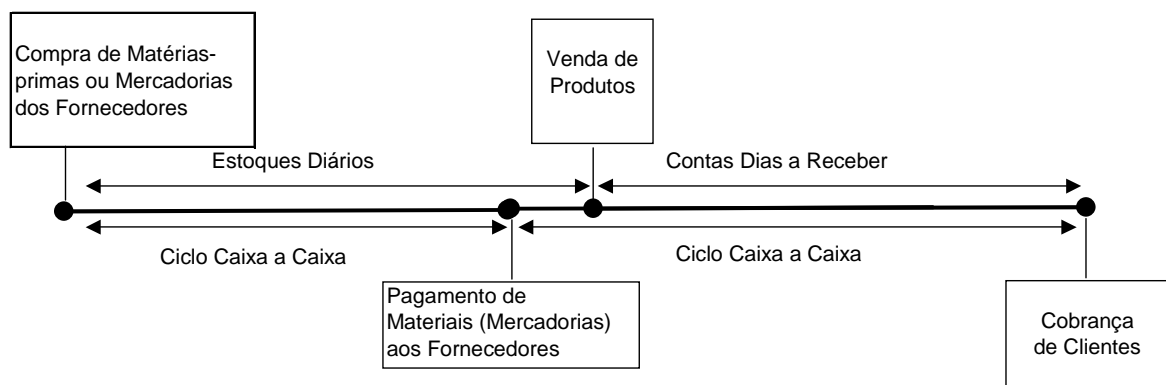 Compra de Matérias-
primas ou Mercadorias
dos Fornecedores
Venda de
Produtos
Estoques Diários
Contas Dias a Receber
Ciclo Caixa a Caixa
Ciclo Caixa a Caixa
Pagamento de
Materiais (Mercadorias)
aos Fornecedores
Cobrança
de Clientes